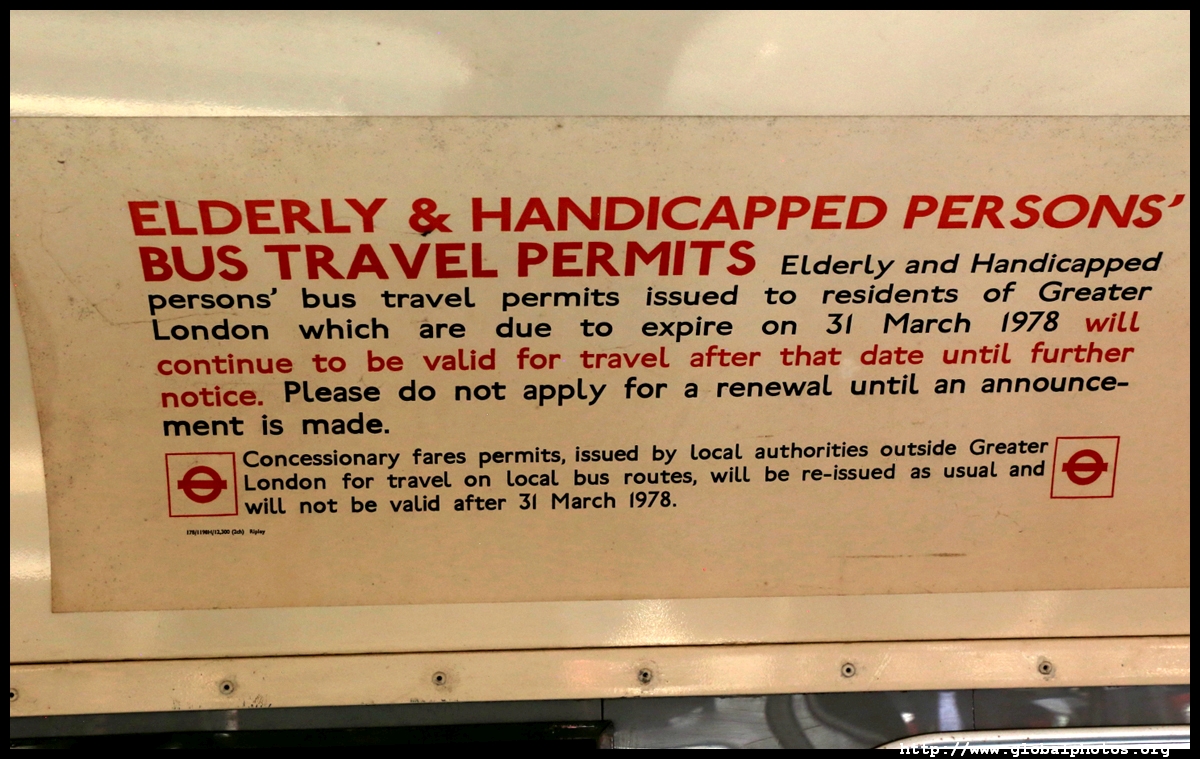 ELDERLY & HANDICAPPED PERSONS'
BUS TRAVEL PERMITS Elderly and Handicapped
persons' bus travel permits issued to residents of Greater
London which are due to expire on 31 March 1978 will
continue to be valid for travel after that date until further
notice. Please do not apply for a renewal until an announce-
ment is made.
Concessionary fares permits, issued by local authorities outside Greater
London for travel on local bus routes, will be re-issued as usual and
will not be valid after 31 March 1978.
Ripley
http://www.globalphotos.org